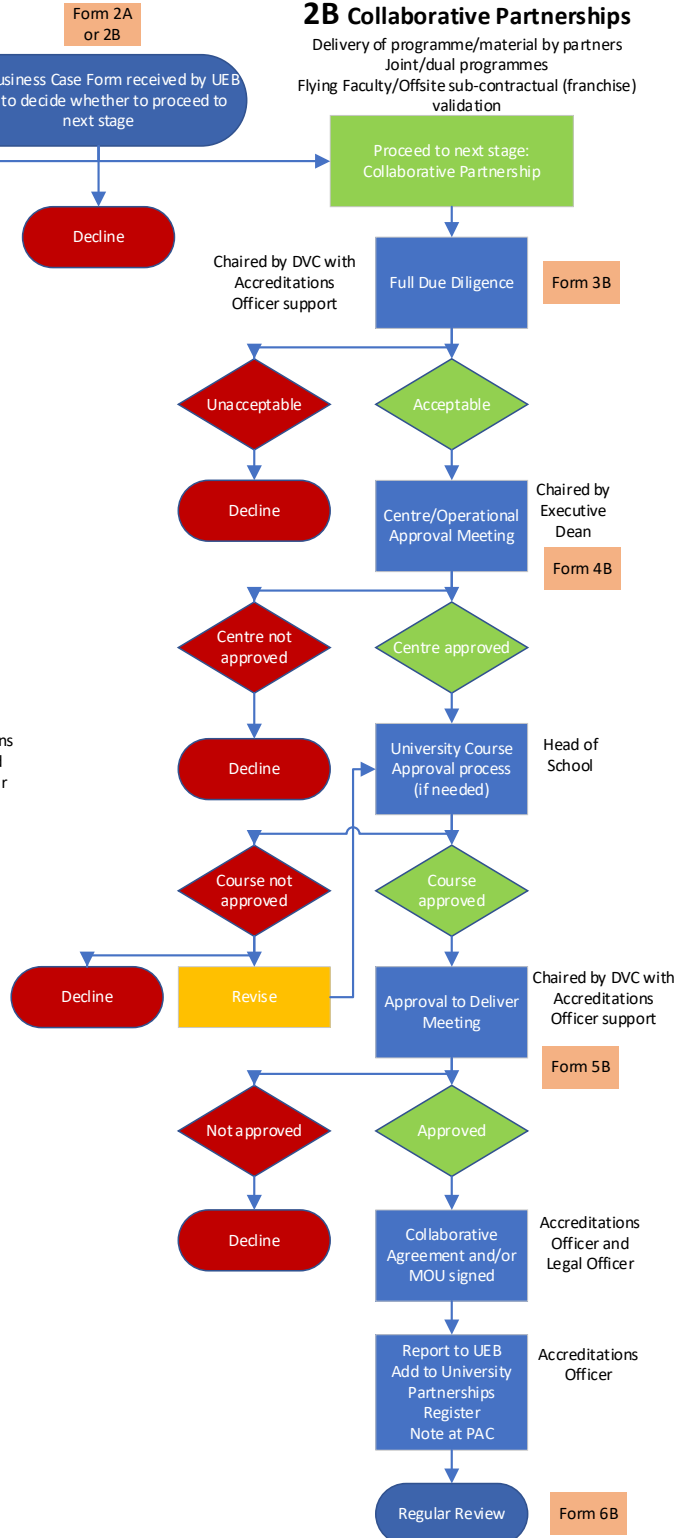 Form 2A
or 2B
2B Collaborative Partnerships
Delivery of programme/material by partners
Joint/dual programmes
Flying Faculty/Offsite sub-contractual (franchise)
validation
usiness Case Form received by UEB
to decide whether to proceed to
next stage
Proceed to next stage:
Collaborative Partnership
Decline
Chaired by DVC with
Accreditations
Officer support
Full Due Diligence
Form 3B
Unacceptable
Acceptable
Decline
Centre/Operational
Approval Meeting
Chaired by
Executive
Dean
Form 4B
Centre not
approved
Centre approved
Decline
University Course
Approval process
(if needed)
Head of
School
ns
r
Course not
approved
Course
approved
Decline
Revise
Approval to Deliver
Meeting
Chaired by DVC with
Accreditations
Officer support
Form 5B
Not approved
Approved
Decline
Collaborative
Agreement and/or
MOU signed
Accreditations
Officer and
Legal Officer
Report to UEB
Add to University
Partnerships
Register
Note at PAC
Accreditations
Officer
Regular Review
Form 6B